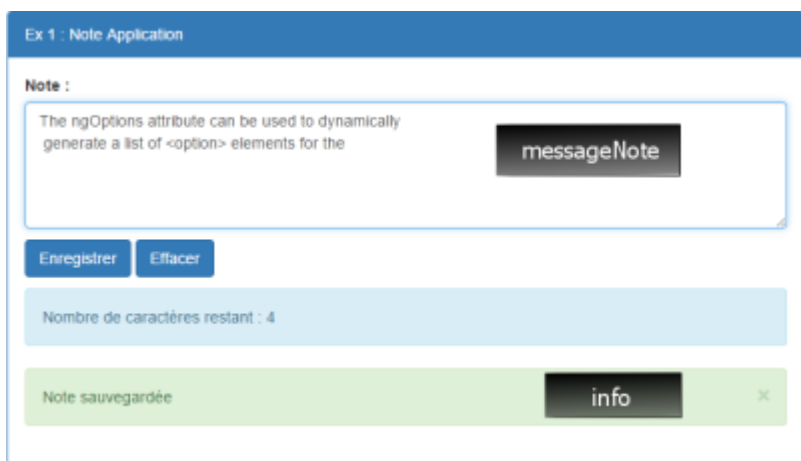 Ex 1 : Note Application
Note :
The ngOptions attribute can be used to dynamically
generate a list of <option> elements for the
messageNote
Enregistrer Effacer
Nombre de caractères restant : 4
Note sauvegardée info ×